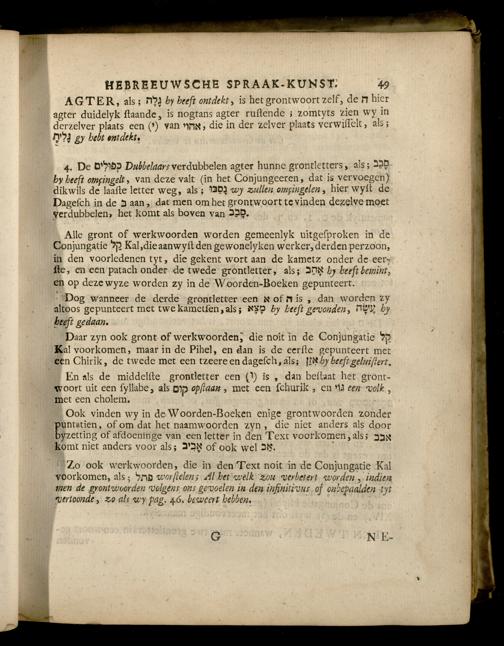 HEBREEUWSCHE SPRAAK-KUNST. 49
AGTER, als; גָּלָה hy heeft ontdekt, is het grontwoort zelf, de ה hier
agter duidelyk staande, is nogtans agter rustende; zomtyts zien wy in
derzelver plaats een (י) van אהוי, die in der zelver plaats verwisselt, als;
גָּלִיתָ gy hebt ontdekt.
4. De כְּפוּלִים Dubbelaars verdubbelen agter hunne grontletters, als; סָבַב
hy heeft omçingelt, van deze valt (in het Conjungeeren, dat is vervoegen)
dikwils de laaste letter weg, als; נָסֹבּוּ wy zullen omçingelen, hier wyst de
Dagesch in de ב aan, dat men om het grontwoort te vinden dezelve moet
verdubbelen, het komt als boven van סָבַב.
Alle gront of werkwoorden worden gemeenlyk uitgesproken in de
Conjungatie קַל Kal, die aanwyst den gewonelyken werker, derden perzoon,
in den voorledenen tyt, die gekent wort aan de kametz onder de eer-
ste, en een patach onder de twede grontletter, als; אָהַב hy heeft bemint,
en op deze wyze worden zy in de Woorden-Boeken gepunteert.
Dog wanneer de derde grontletter een א of ה is, dan worden zy
altoos gepunteert met twe kametsen, als; מָצָא hy heeft gevonden, עָשָׂה hy
heeft gedaan.
Daar zyn ook gront of werkwoorden, die noit in de Conjungatie קַל
Kal voorkomen, maar in de Pihel, en dan is de eerste gepunteert met
een Chirik, de twede met een tzeere en dagesch, als; אִזֵּן hy heeft geluistert.
En als de middelste grontletter een (ו) is, dan bestaat het gront-
woort uit een syllabe, als קוּם opstaan, met een schurik, en גוֹי een volk,
met een cholem.
Ook vinden wy in de Woorden-Boeken enige grontwoorden zonder
puntatien, of om dat het naamwoorden zyn, die niet anders als door
byzetting of afdoeninge van een letter in den Text voorkomen, als; אבב
komt niet anders voor als; אָבִיב of ook wel אֵב.
Zo ook werkwoorden, die in den Text noit in de Conjungatie Kal
voorkomen, als; פתל worstelen; Al het welk zou verbetert worden, indien
men de grontwoorden volgens ons gevoelen in den infinitivus of onbepaalden tyt
vertoonde, zo als wy pag. 46. beweert hebben.
G NE-